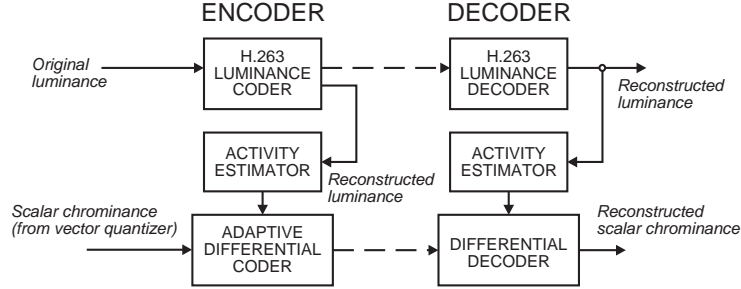 ENCODER
DECODER
Original
luminance
H.263
LUMINANCE
CODER
H.263
LUMINANCE
DECODER
Reconstructed
luminance
ACTIVITY
ESTIMATOR
Reconstructed
luminance
ACTIVITY
ESTIMATOR
Scalar chrominance
(from vector quantizer)
ADAPTIVE
DIFFERENTIAL
CODER
DIFFERENTIAL
DECODER
Reconstructed
scalar chrominance